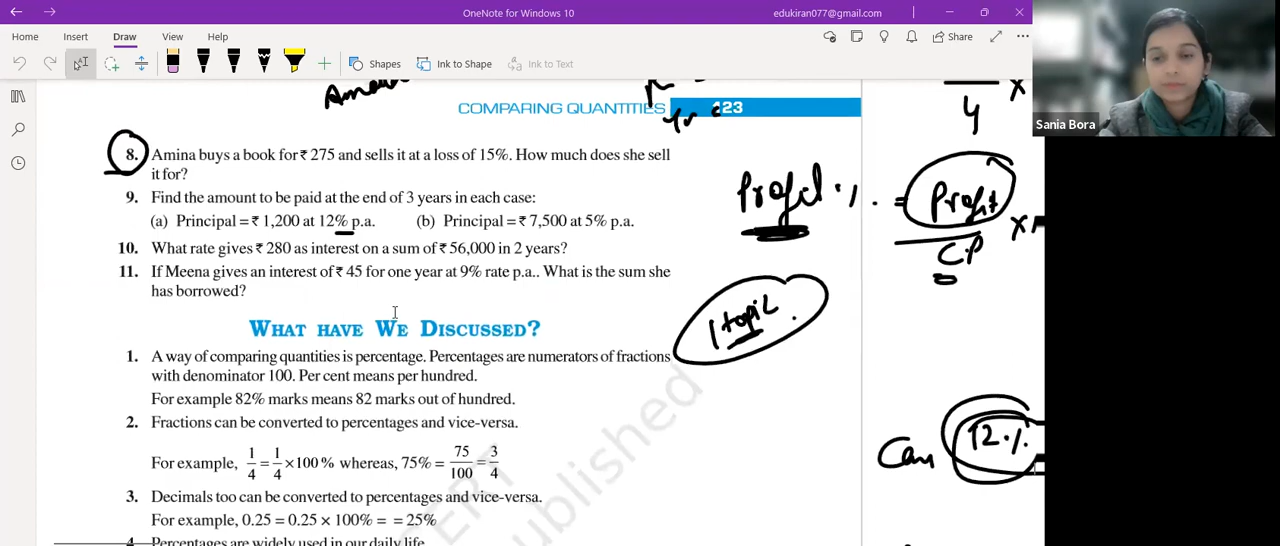 OneNote for Windows 10
edukiran077@gmail.com
Home Insert Draw View Help
Share
Shapes
Ink to Shape
Ink to Text
COMPARING QUANTITIES 123
8. Amina buys a book for ₹ 275 and sells it at a loss of 15%. How much does she sell
it for?
9. Find the amount to be paid at the end of 3 years in each case:
(a) Principal = ₹ 1,200 at 12% p.a. (b) Principal = ₹ 7,500 at 5% p.a.
10. What rate gives ₹ 280 as interest on a sum of ₹ 56,000 in 2 years?
11. If Meena gives an interest of ₹ 45 for one year at 9% rate p.a.. What is the sum she
has borrowed?
WHAT HAVE WE DISCUSSED?
1. A way of comparing quantities is percentage. Percentages are numerators of fractions
with denominator 100. Per cent means per hundred.
For example 82% marks means 82 marks out of hundred.
2. Fractions can be converted to percentages and vice-versa.
For example, 1/4 = 1/4 ×100 % whereas, 75% = 75/100 = 3/4
3. Decimals too can be converted to percentages and vice-versa.
For example, 0.25 = 0.25 × 100% = = 25%
4. Percentages are widely used in our daily life.
published
4 ×
Profit % = Profit ×
CP
1 topic
Can 12 %
Sania Bora